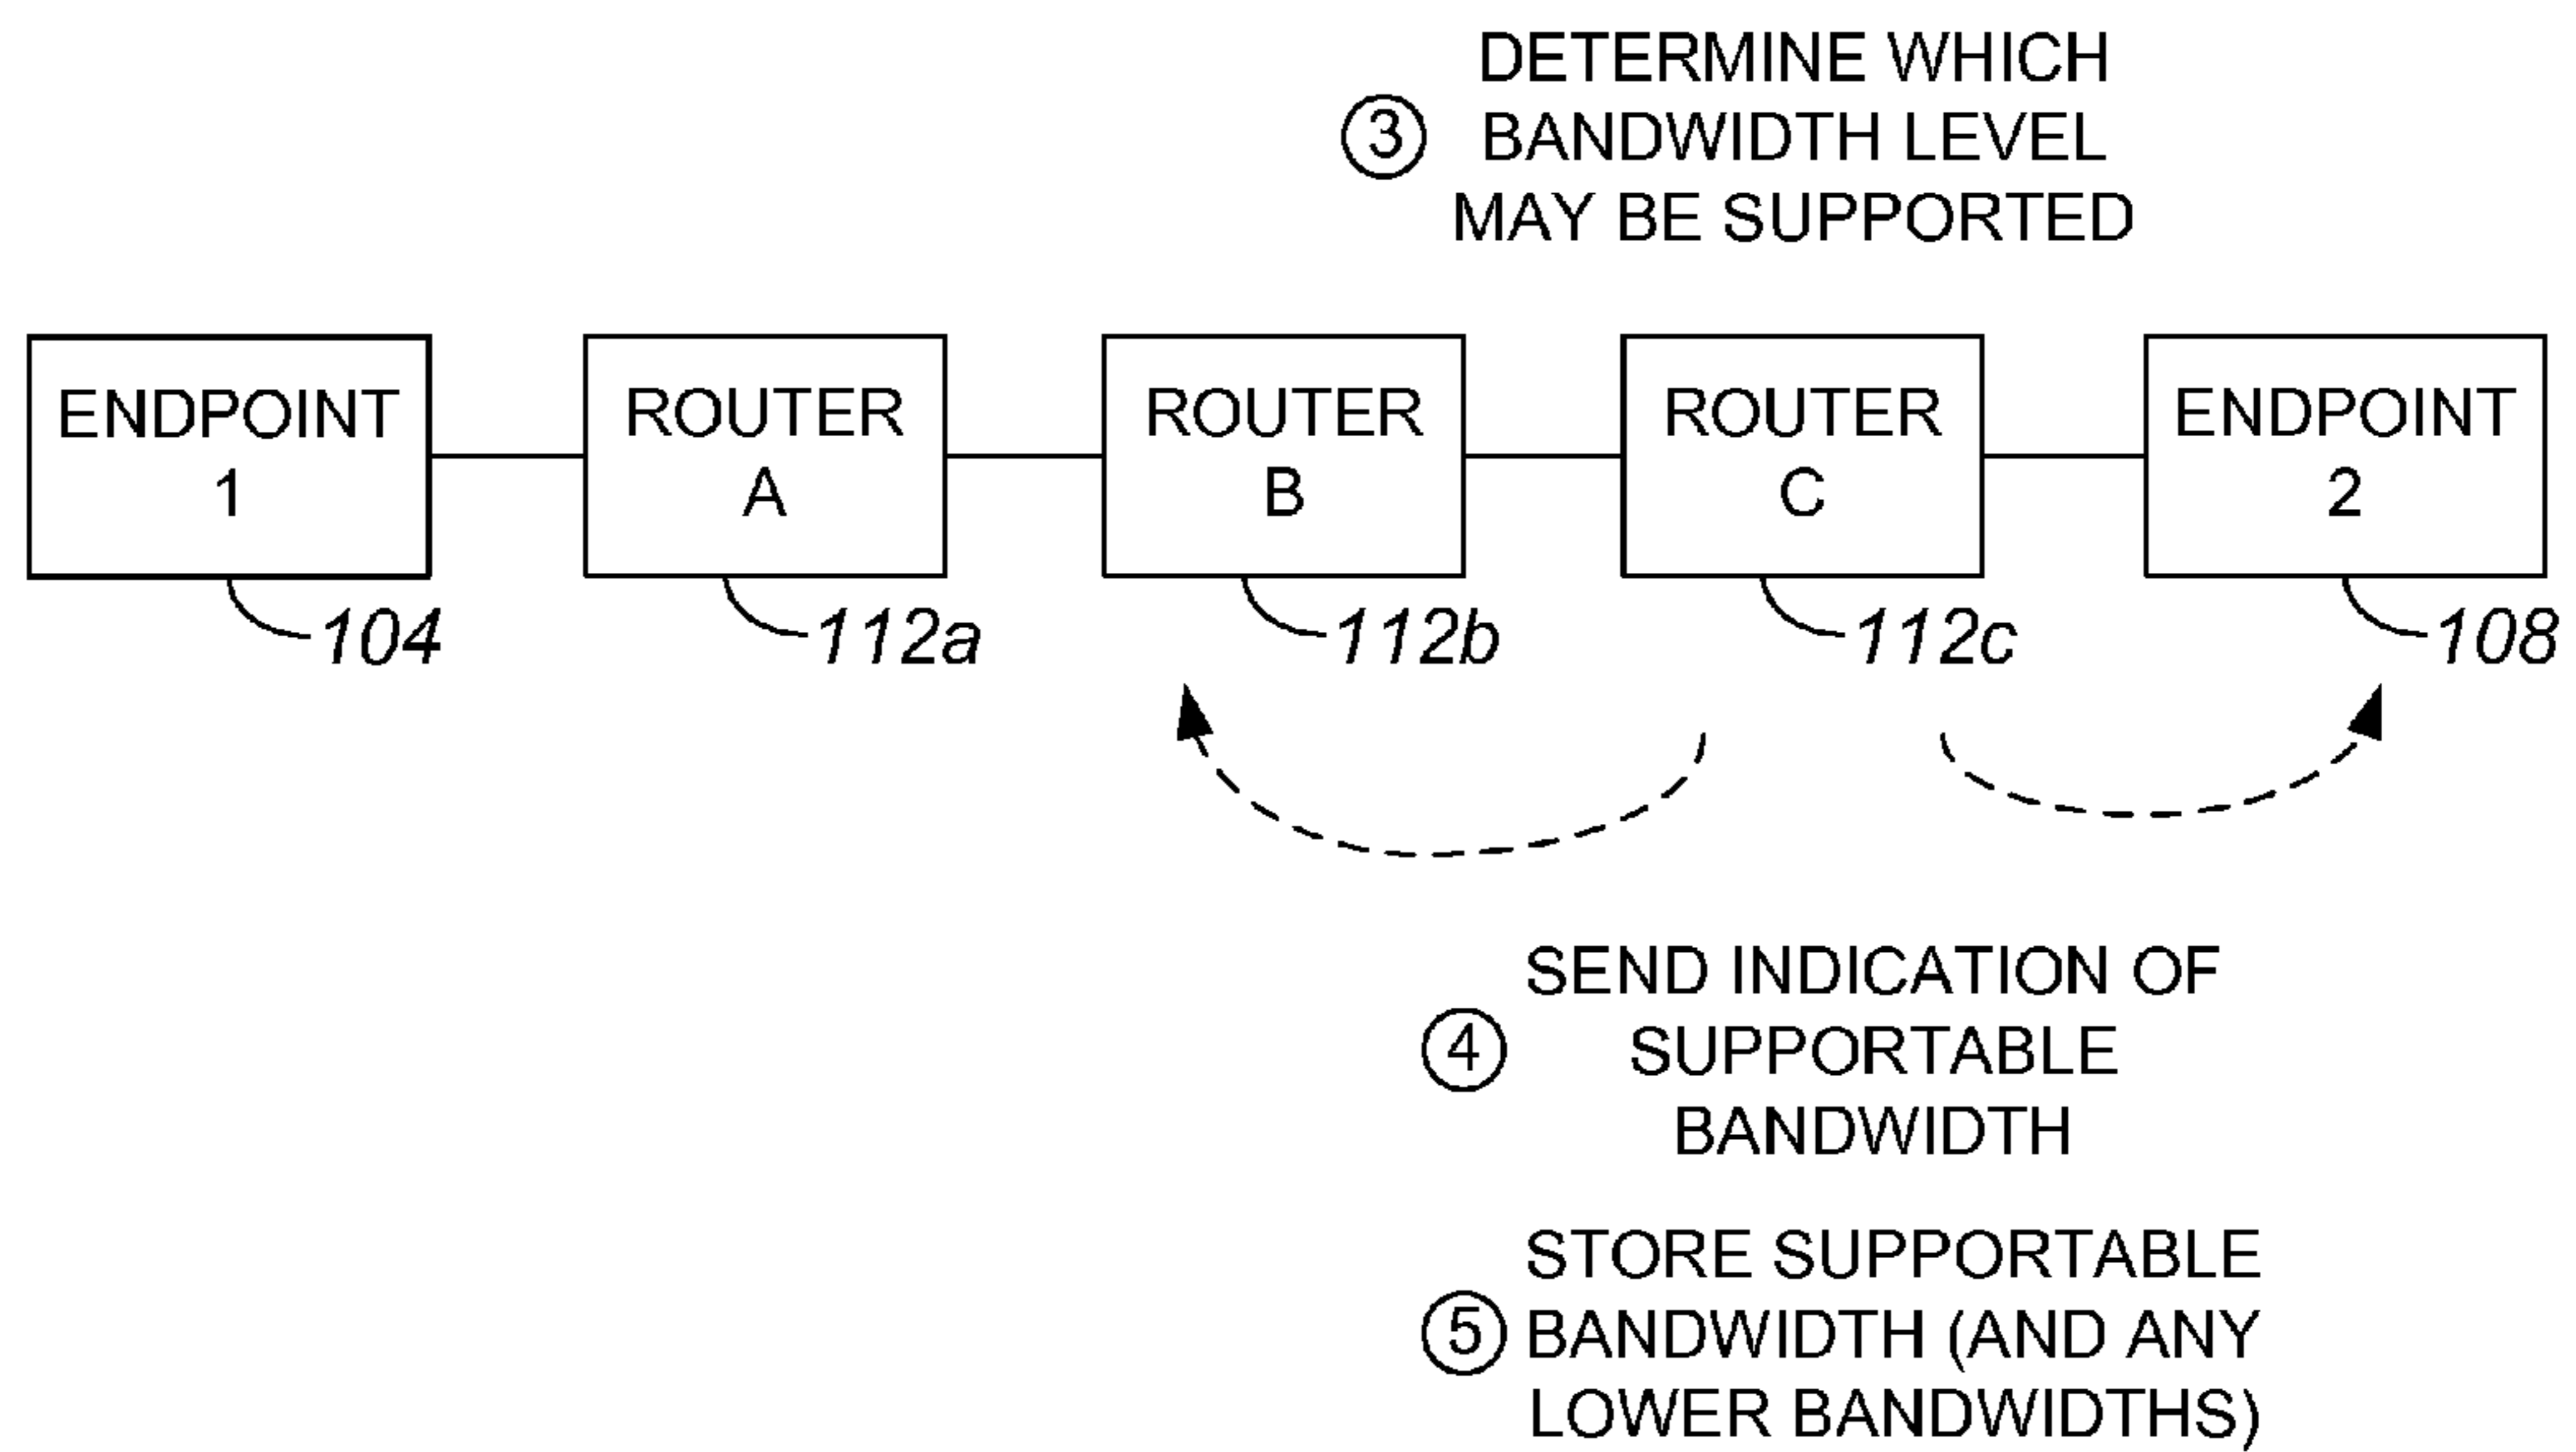 DETERMINE WHICH
③ BANDWIDTH LEVEL
MAY BE SUPPORTED
ENDPOINT
1
ROUTER
A
ROUTER
B
ROUTER
C
ENDPOINT
2
104
112a
112b
112c
108
SEND INDICATION OF
④ SUPPORTABLE
BANDWIDTH
STORE SUPPORTABLE
⑤ BANDWIDTH (AND ANY
LOWER BANDWIDTHS)